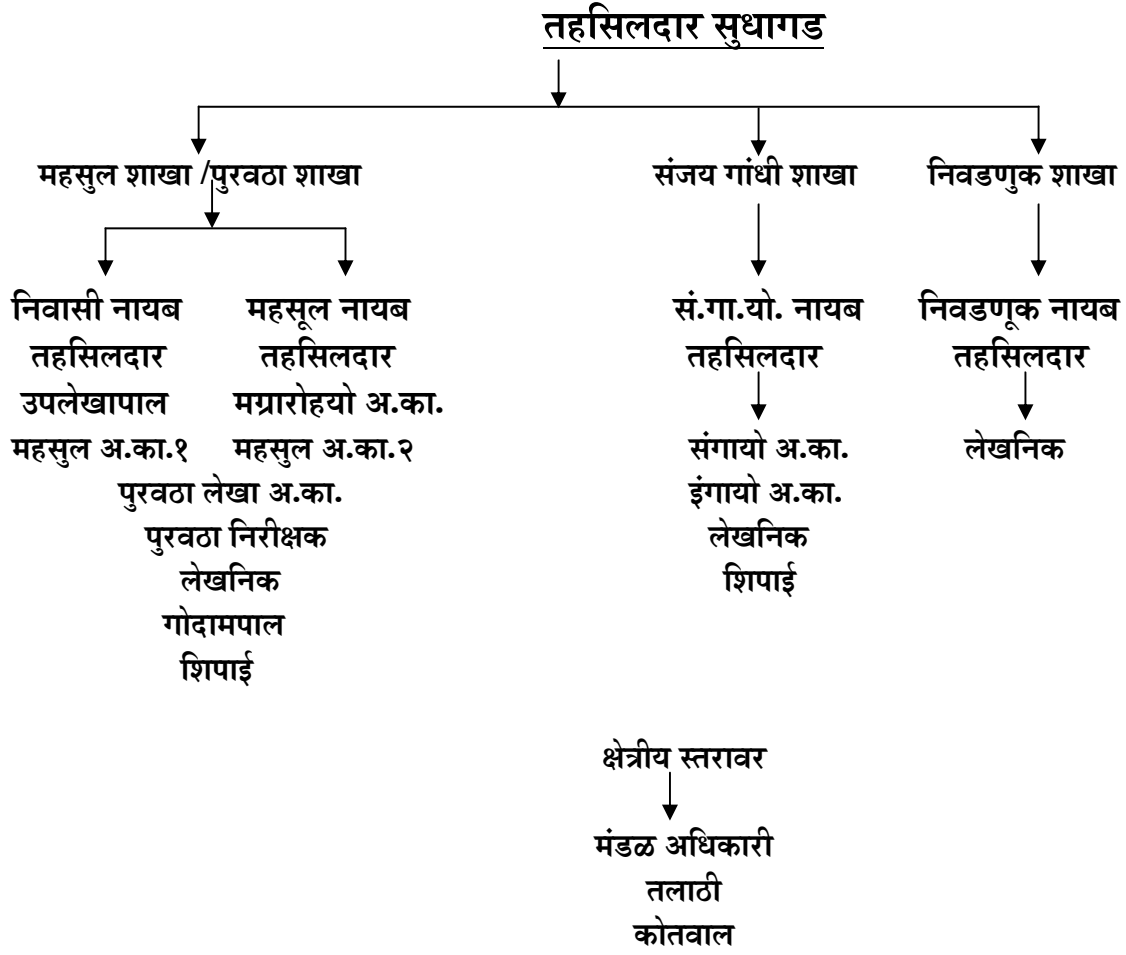 तहसिलदार सुधागड
महसुल शाखा /पुरवठा शाखा
संजय गांधी शाखा
निवडणुक शाखा
निवासी नायब
तहसिलदार
उपलेखापाल
महसुल अ.का.१
महसूल नायब
तहसिलदार
मग्रारोहयो अ.का.
महसुल अ.का.२
पुरवठा लेखा अ.का.
पुरवठा निरीक्षक
लेखनिक
गोदामपाल
शिपाई
सं.गा.यो. नायब
तहसिलदार
संगायो अ.का.
इंगायो अ.का.
लेखनिक
शिपाई
निवडणूक नायब
तहसिलदार
लेखनिक
क्षेत्रीय स्तरावर
मंडळ अधिकारी
तलाठी
कोतवाल